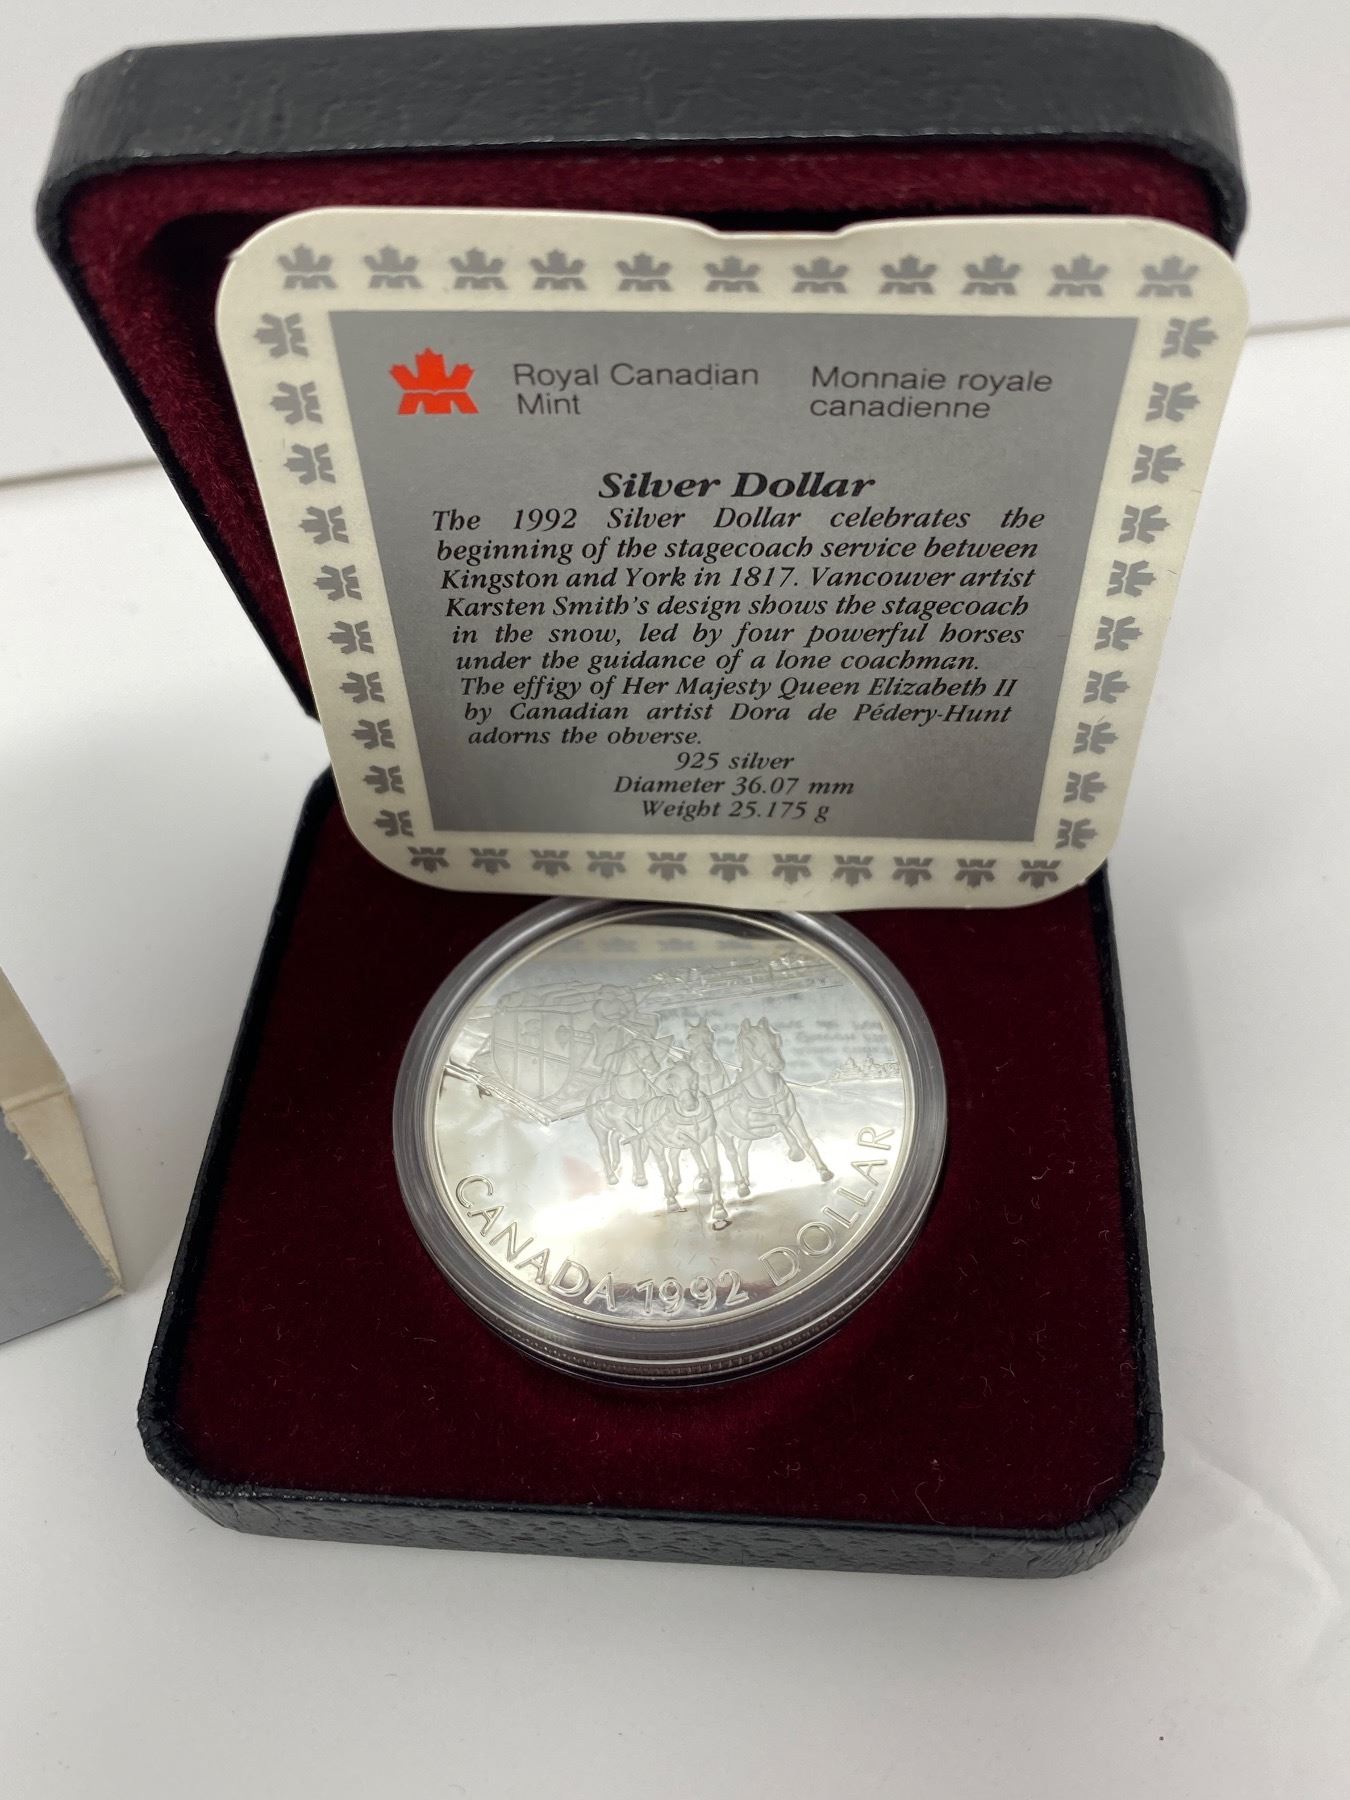 Royal Canadian Mint
Monnaie royale canadienne
Silver Dollar
The 1992 Silver Dollar celebrates the
beginning of the stagecoach service between
Kingston and York in 1817. Vancouver artist
Karsten Smith's design shows the stagecoach
in the snow, led by four powerful horses
under the guidance of a lone coachman.
The effigy of Her Majesty Queen Elizabeth II
by Canadian artist Dora de Pédery-Hunt
adorns the obverse.
925 silver
Diameter 36.07 mm
Weight 25.175 g
CANADA 1992 DOLLAR